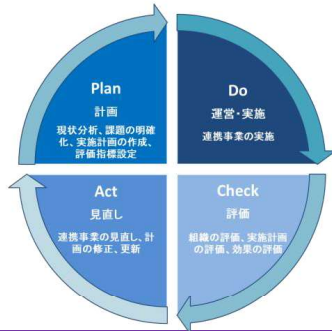 Plan
計画
現状分析、課題の明確
化、実施計画の作成、
評価指標設定
Do
運営・実施
連携事業の実施
Act
見直し
連携事業の見直し、計
画の修正、更新
Check
評価
組織の評価、実施計画
の評価、効果の評価